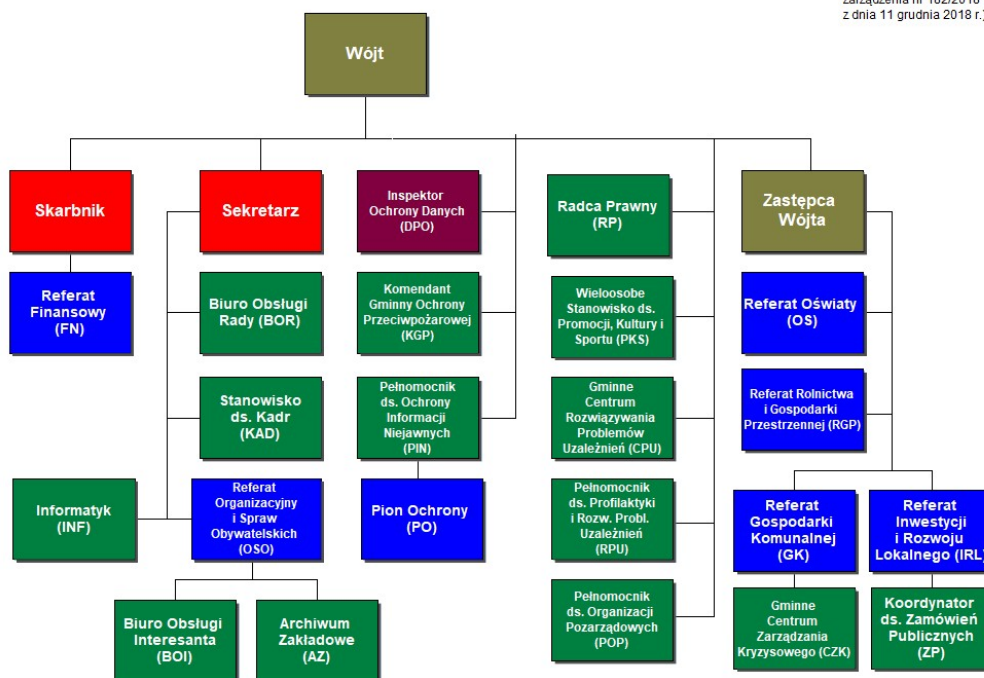 z dnia 11 grudnia 2018 r.)
Wójt
Skarbnik
Sekretarz
Inspektor
Ochrony Danych
(DPO)
Radca Prawny
(RP)
Zastępca
Wójta
Referat
Finansowy
(FN)
Biuro Obsługi
Rady (BOR)
Komendant
Gminny Ochrony
Przeciwpożarowej
(KGP)
Wieloosobe
Stanowisko ds.
Promocji, Kultury i
Sportu (PKS)
Referat Oświaty
(OS)
Stanowisko
ds. Kadr
(KAD)
Pełnomocnik
ds. Ochrony
Informacji
Niejawnych
(PIN)
Gminne
Centrum
Rozwiązywania
Problemów
Uzależnień (CPU)
Referat Rolnictwa
i Gospodarki
Przestrzennej (RGP)
Informatyk
(INF)
Referat
Organizacyjny
i Spraw
Obywatelskich
(OSO)
Pion Ochrony
(PO)
Pełnomocnik
ds. Profilaktyki
i Rozw. Probl.
Uzależnień
(RPU)
Referat
Gospodarki
Komunalnej
(GK)
Referat
Inwestycji
i Rozwoju
Lokalnego (IRL)
Biuro Obsługi
Interesanta
(BOI)
Archiwum
Zakładowe
(AZ)
Pełnomocnik
ds. Organizacji
Pozarządowych
(POP)
Gminne
Centrum
Zarządzania
Kryzysowego (CZK)
Koordynator
ds. Zamówień
Publicznych
(ZP)